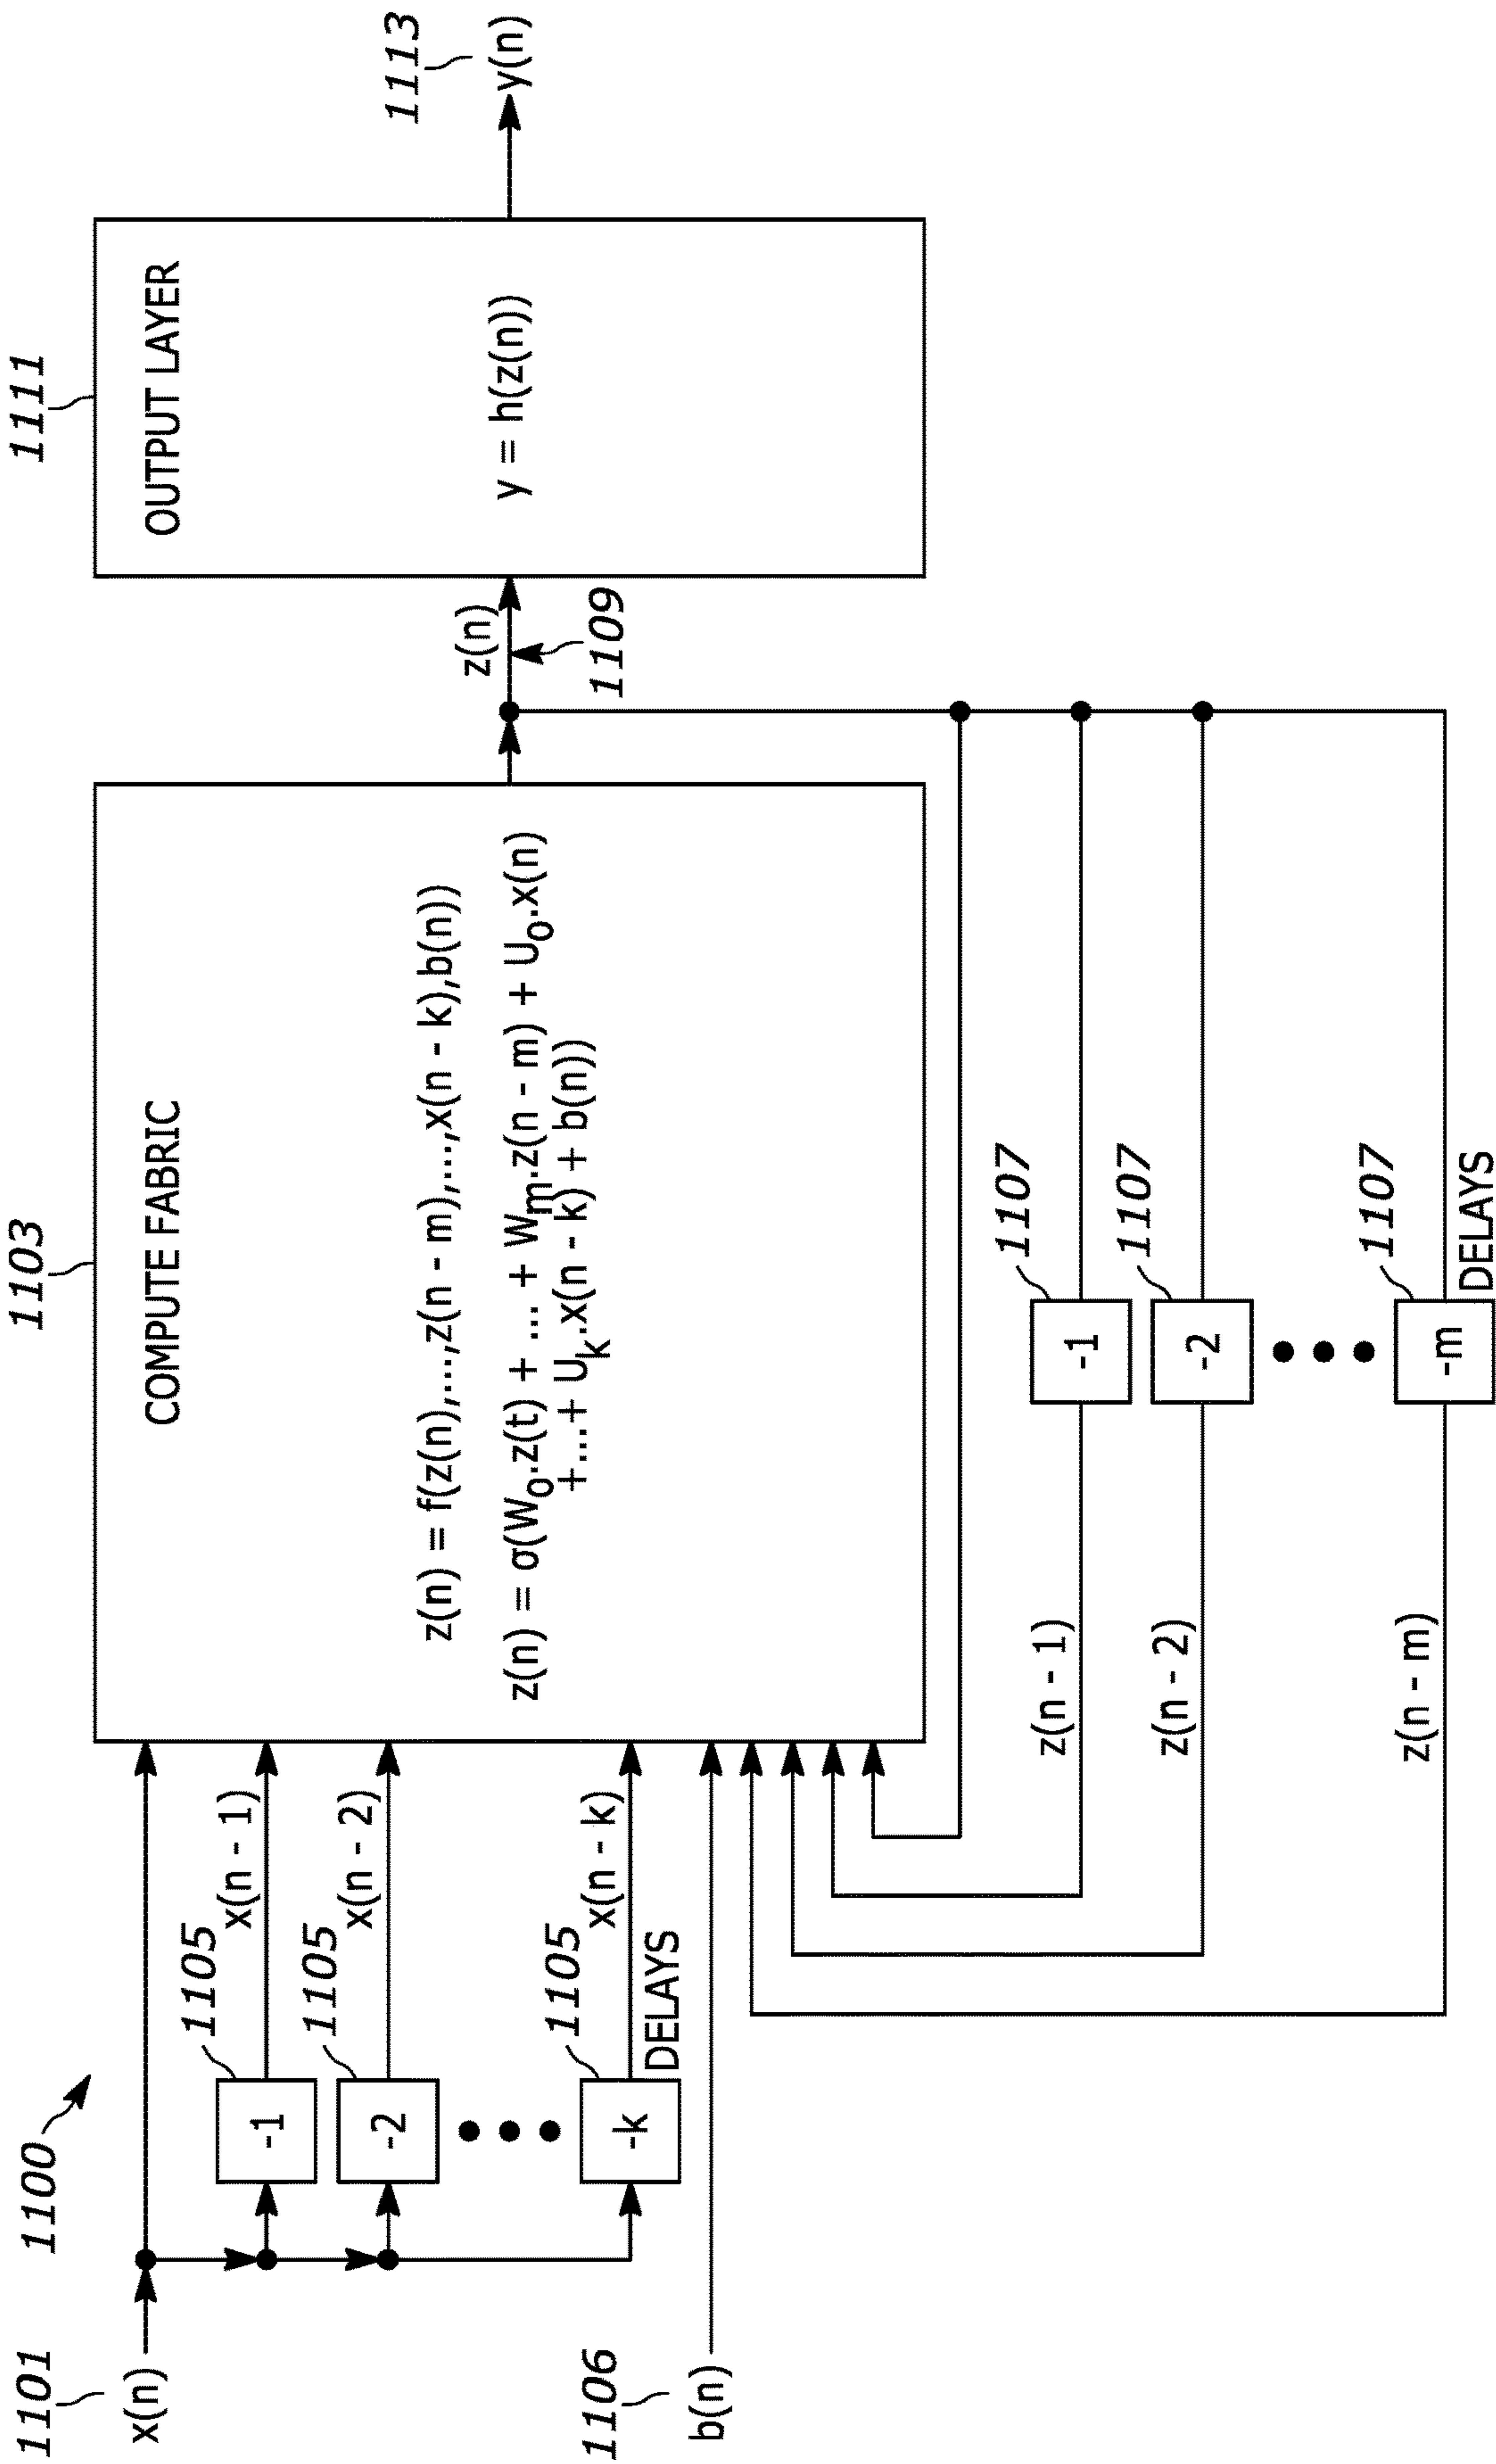 1100
1101
x(n)
1105
-1
x(n - 1)
1105
-2
x(n - 2)
1105
-k
x(n - k)
DELAYS
1106
b(n)
1103
COMPUTE FABRIC
z(n) = f(z(n),...,z(n - m),...,x(n - k),b(n))
z(n) = σ(W₀.z(t) + ... + Wₘ.z(n - m) + U₀.x(n)
+...+ Uₖ.x(n - k) + b(n))
z(n)
1109
1111
OUTPUT LAYER
y = h(z(n))
1113
y(n)
z(n - 1)
-1
1107
z(n - 2)
-2
1107
z(n - m)
-m
1107
DELAYS